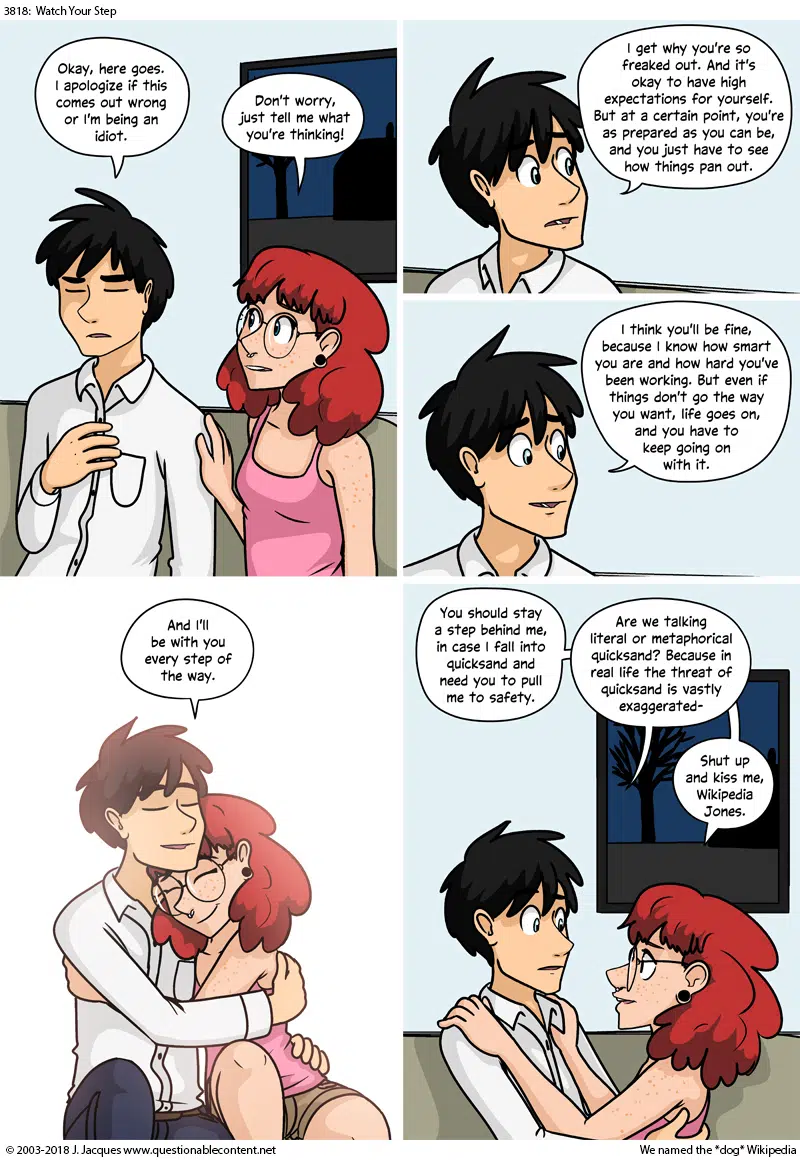 3818: Watch Your Step
Okay, here goes.
I apologize if this
comes out wrong
or I'm being an
idiot.
Don't worry,
just tell me what
you're thinking!
I get why you're so
freaked out. And it's
okay to have high
expectations for yourself.
But at a certain point, you're
as prepared as you can be,
and you just have to see
how things pan out.
I think you'll be fine,
because I know how smart
you are and how hard you've
been working. But even if
things don't go the way
you want, life goes on,
and you have to
keep going on
with it.
And I'll
be with you
every step of
the way.
You should stay
a step behind me,
in case I fall into
quicksand and
need you to pull
me to safety.
Are we talking
literal or metaphorical
quicksand? Because in
real life the threat of
quicksand is vastly
exaggerated-
Shut up
and kiss me,
Wikipedia
Jones.
© 2003-2018 J. Jacques www.questionablecontent.net
We named the *dog* Wikipedia